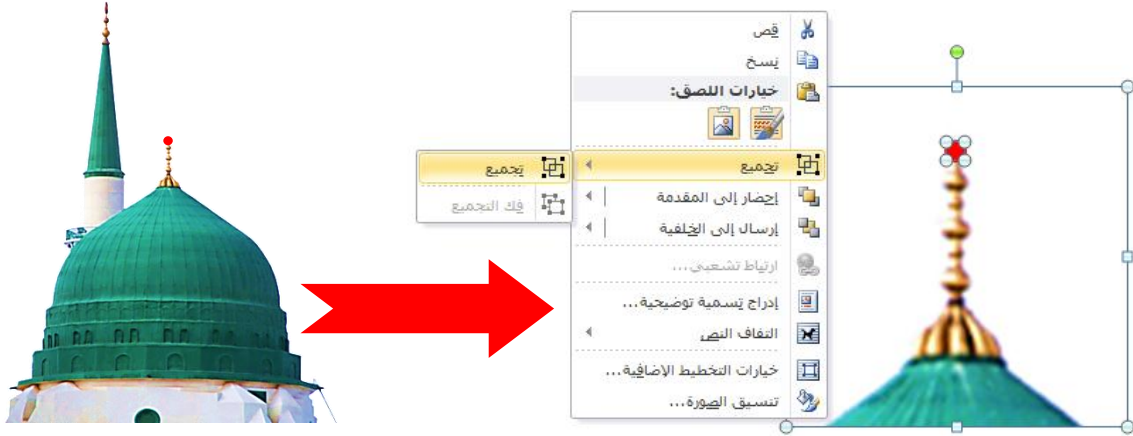 قص
نسخ
خيارات اللصق:
تجميع
إحضار إلى المقدمة
إرسال إلى الخلفية
ارتباط تشعبي...
إدراج تسمية توضيحية...
التفاف النص
خيارات التخطيط الإضافية...
تنسيق الصورة...
تجميع
فك التجميع